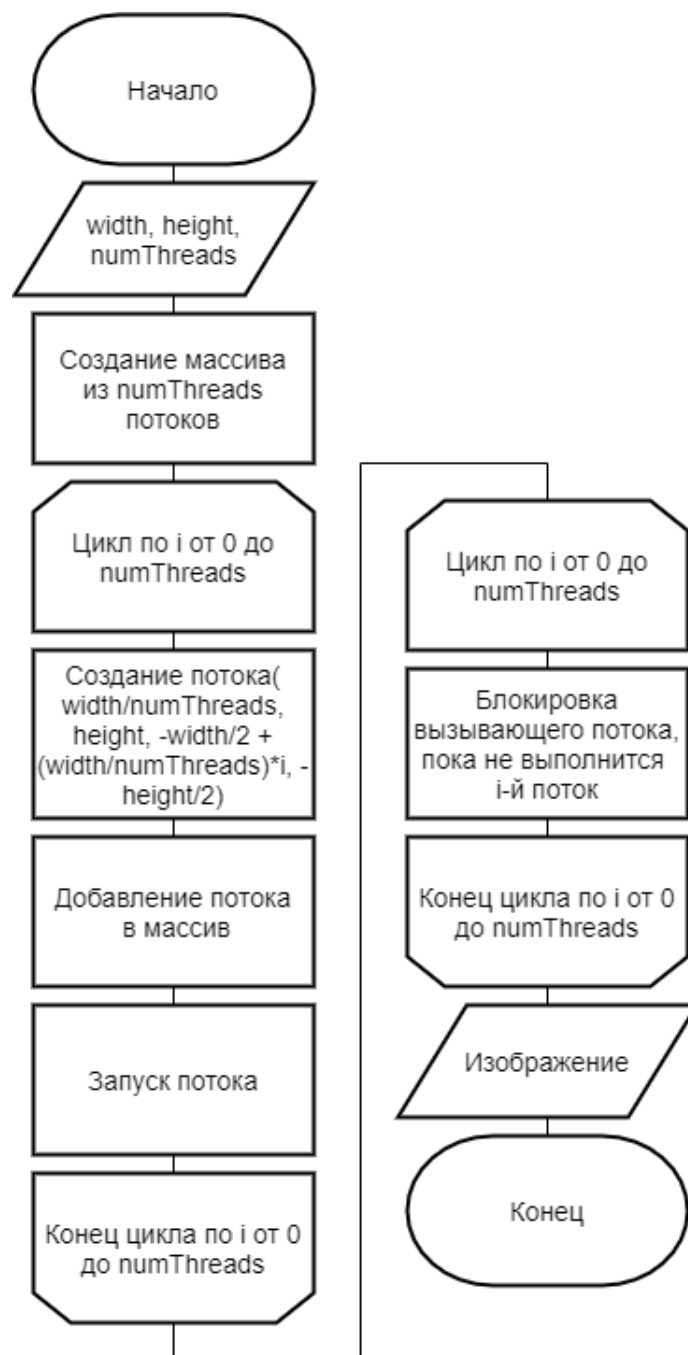 Начало
width, height,
numThreads
Создание массива
из numThreads
потоков
Цикл по i от 0 до
numThreads
Создание потока(
width/numThreads,
height, -width/2 +
(width/numThreads)*i, -
height/2)
Добавление потока
в массив
Запуск потока
Конец цикла по i от 0
до numThreads
Цикл по i от 0 до
numThreads
Блокировка
вызывающего потока,
пока не выполнится
i-й поток
Конец цикла по i от 0
до numThreads
Изображение
Конец